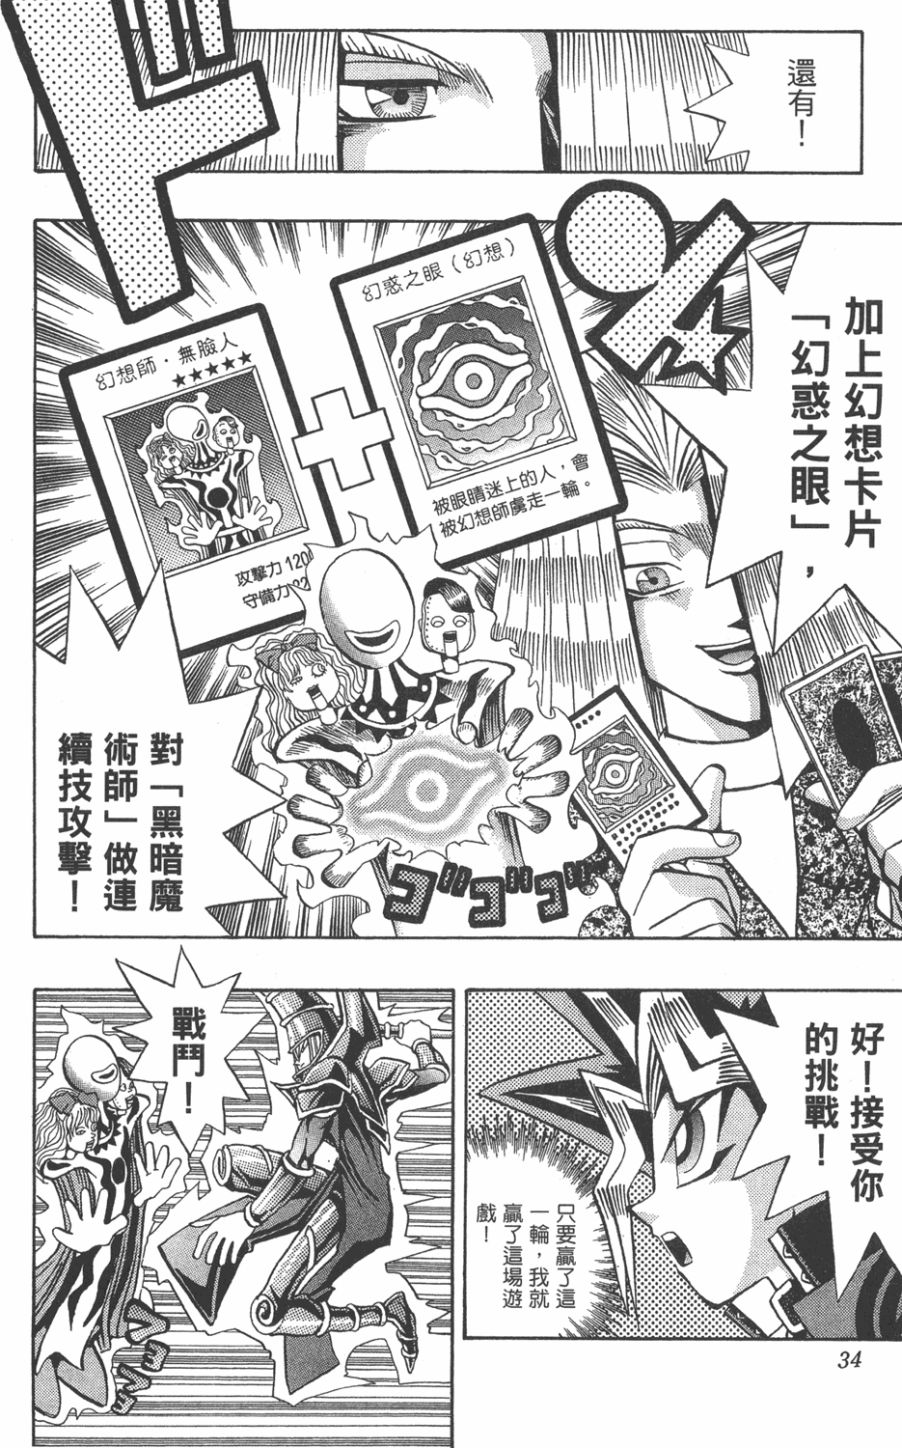 還有！
ド
ン
加上幻想卡片
「幻惑之眼」，
幻惑之眼（幻想）
被眼睛迷上的人，會
被幻想師虜走一輪。
幻想師．無臉人
★★★★★
攻擊力 120
守備力
對「黑暗魔
術師」做連
續技攻擊！
ゴゴゴ
好！接受你
的挑戰！
只要贏了這
一輪，我就
贏了這場遊
戲！
戰鬥！
34